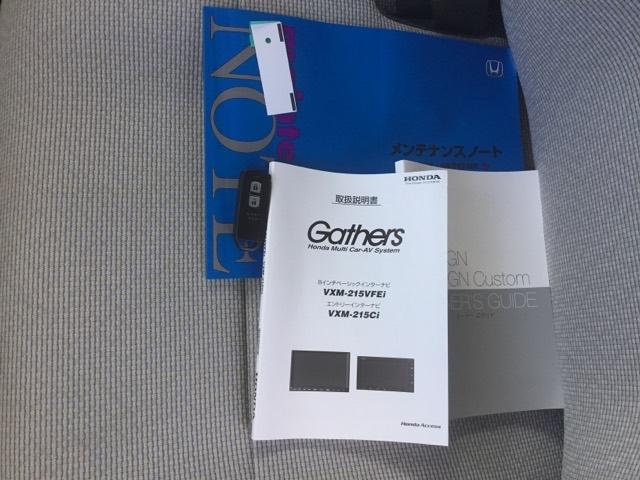 NOTE
メンテナンスノート
HONDA
取扱説明書
Gathers
Honda Multi Car-AV System
8インチベーシックインターナビ
VXM-215VFEi
エントリーインターナビ
VXM-215Ci
Honda Access
GN
GN Custom
ER'S GUIDE